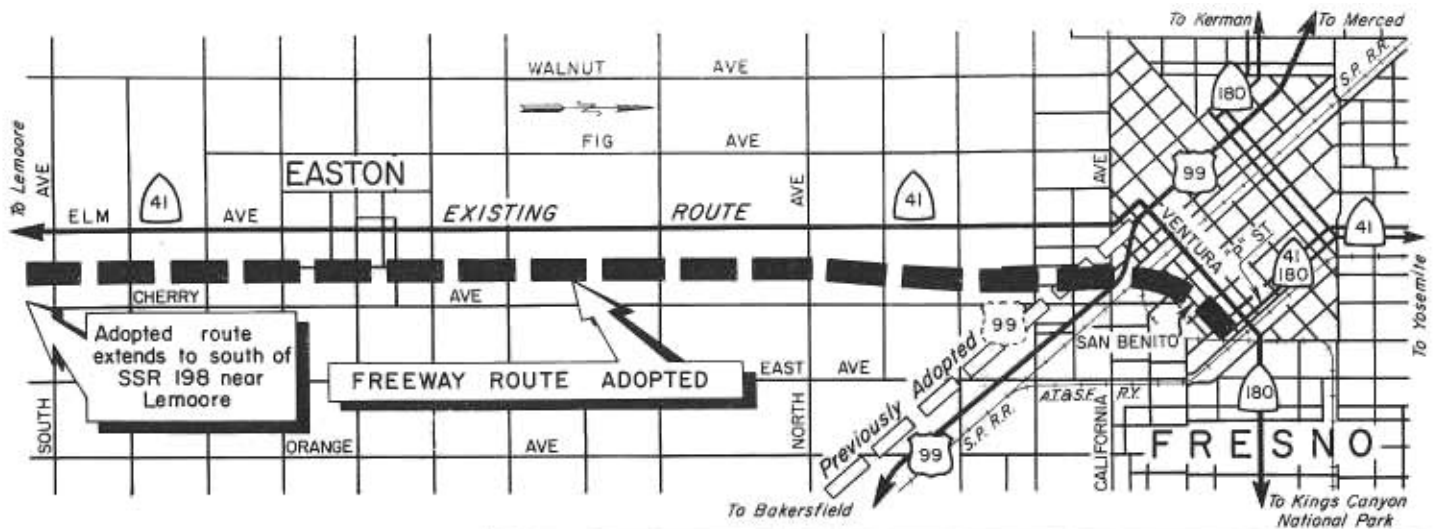 To Kerman
To Merced
S.P. R.R.
180
WALNUT AVE
FIG AVE
99
To Lemoore
AVE
41
EASTON
ELM AVE
EXISTING ROUTE
AVE
41
AVE
VENTURA
"P" ST.
41
180
41
To Yosemite
CHERRY AVE
Adopted route
extends to south of
SSR 198 near
Lemoore
FREEWAY ROUTE ADOPTED
EAST AVE
Previously Adopted
99
SAN BENITO
A.T.&S.F. R.Y.
180
SOUTH
ORANGE AVE
NORTH
99
S.P. R.R.
CALIFORNIA
FRESNO
To Bakersfield
To Kings Canyon
National Park